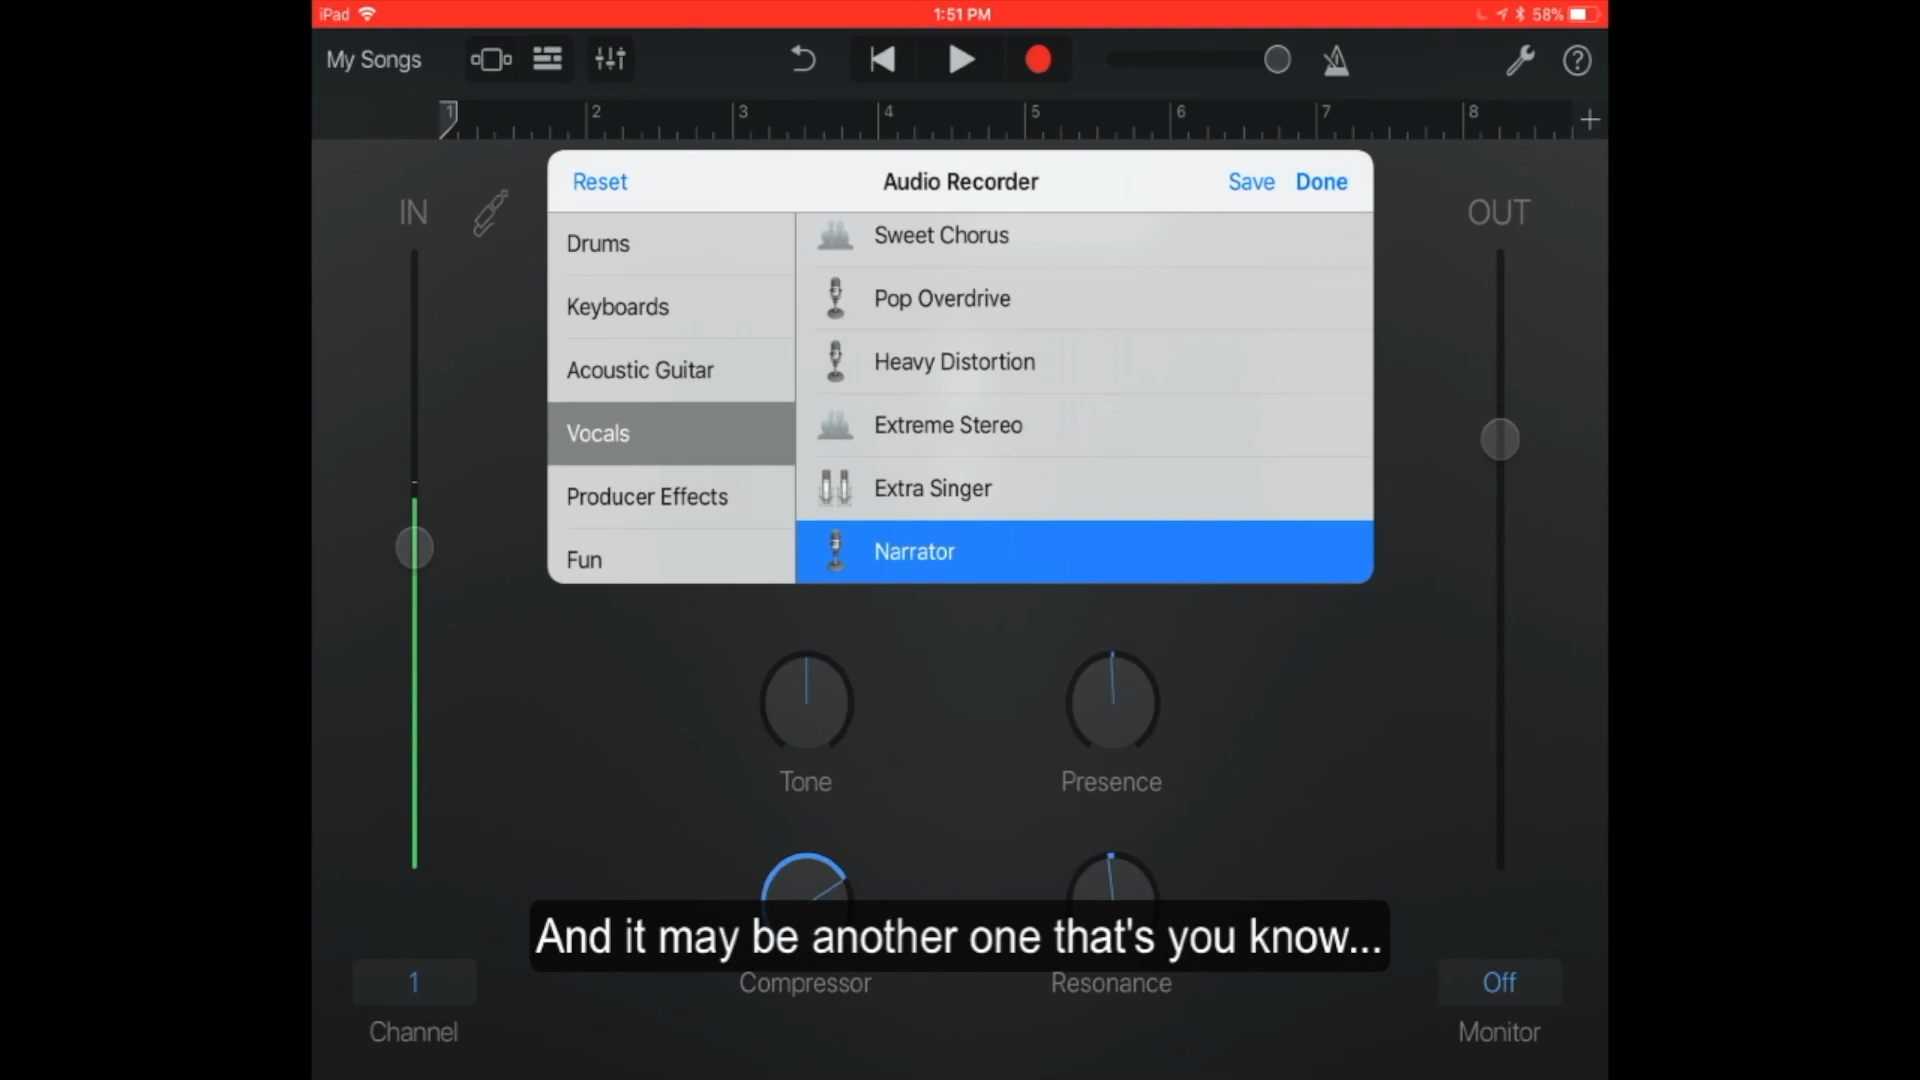 iPad 1:51 PM 58%
My Songs
1 2 3 4 5 6 7 8
Reset Audio Recorder Save Done
IN
OUT
Drums
Keyboards
Acoustic Guitar
Vocals
Producer Effects
Fun
Sweet Chorus
Pop Overdrive
Heavy Distortion
Extreme Stereo
Extra Singer
Narrator
Tone Presence
And it may be another one that's you know...
Compressor Resonance
1
Channel
Off
Monitor